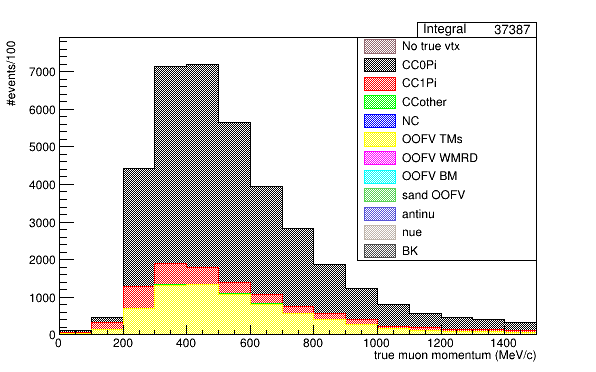 Integral 37387
#events/100
No true vtx
CC0Pi
CC1Pi
CCother
NC
OOFV TMs
OOFV WMRD
OOFV BM
sand OOFV
antinu
nue
BK
7000
6000
5000
4000
3000
2000
1000
0
0 200 400 600 800 1000 1200 1400
true muon momentum (MeV/c)